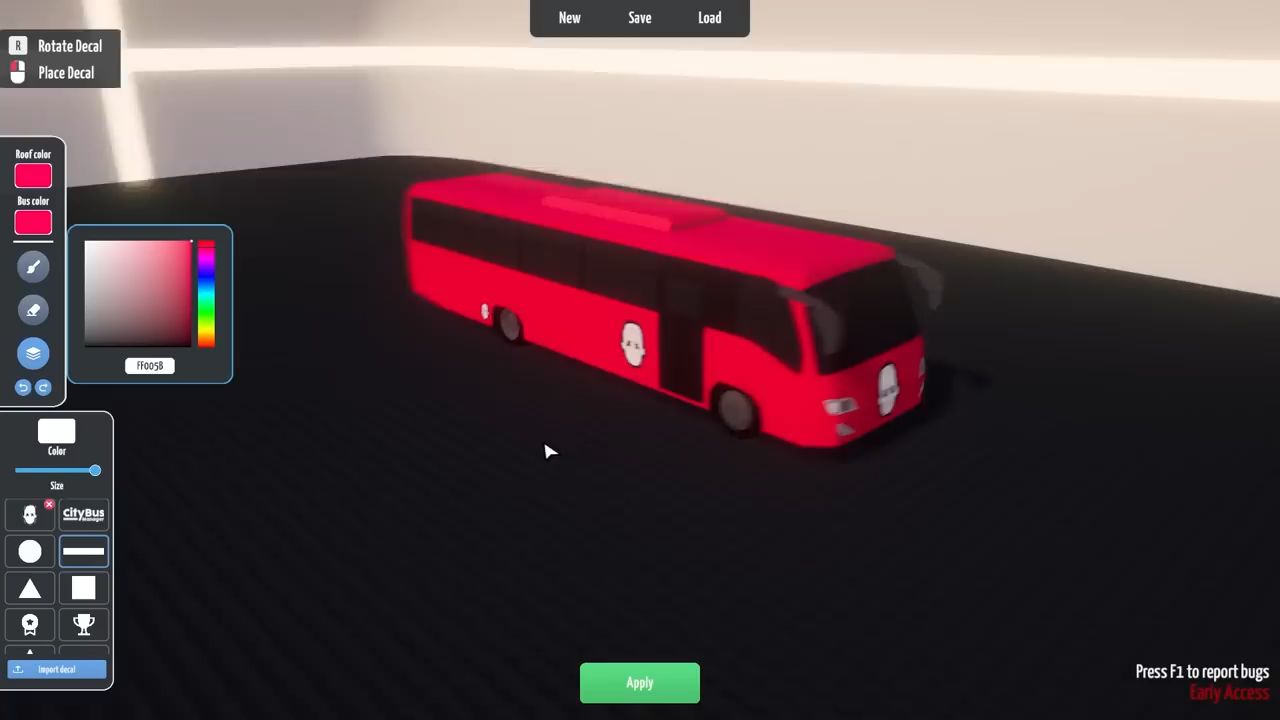 New Save Load
R Rotate Decal
Place Decal
Roof color
Bus color
FF005B
Color
Size
CityBus
manager
Import decal
Apply
Press F1 to report bugs
Early Access